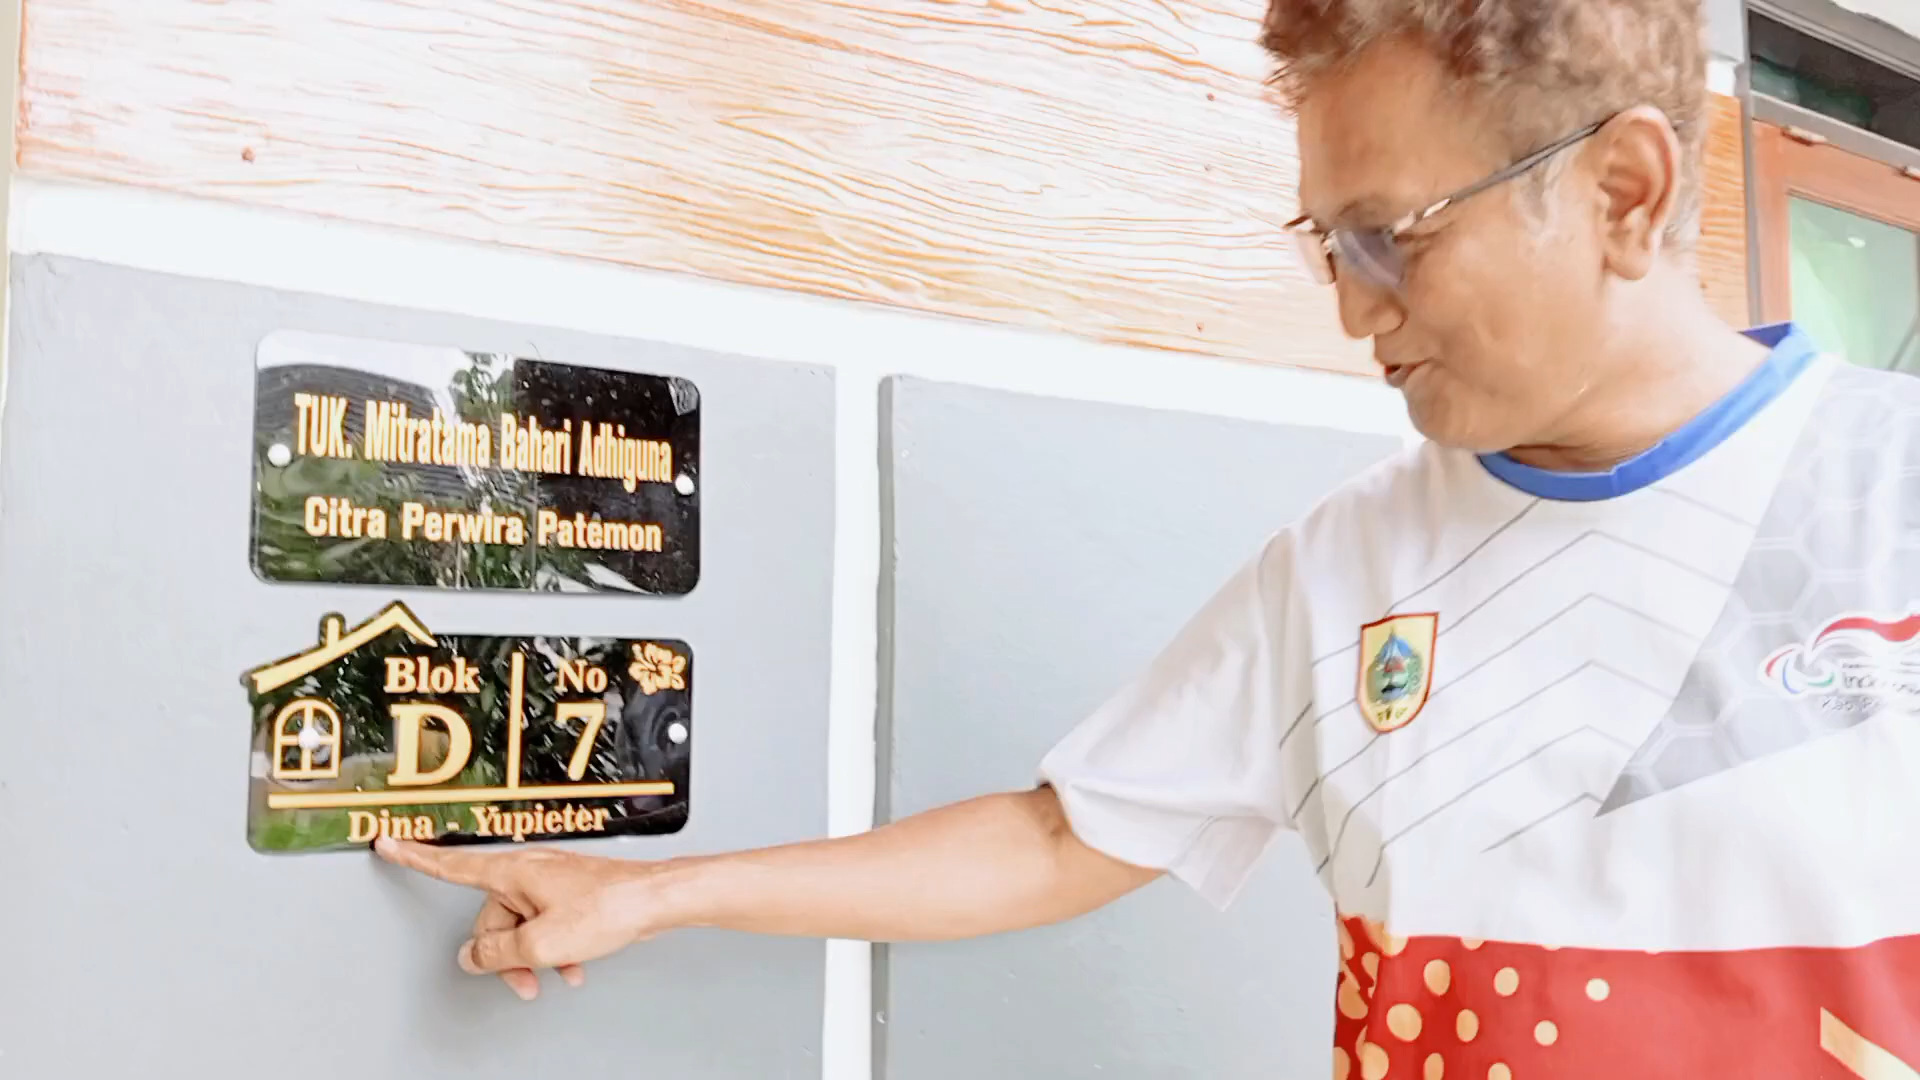 TUK. Mitratama Bahari Adhiguna
Citra Perwira Patemon
Blok No
D 7
Dina - Yupieter